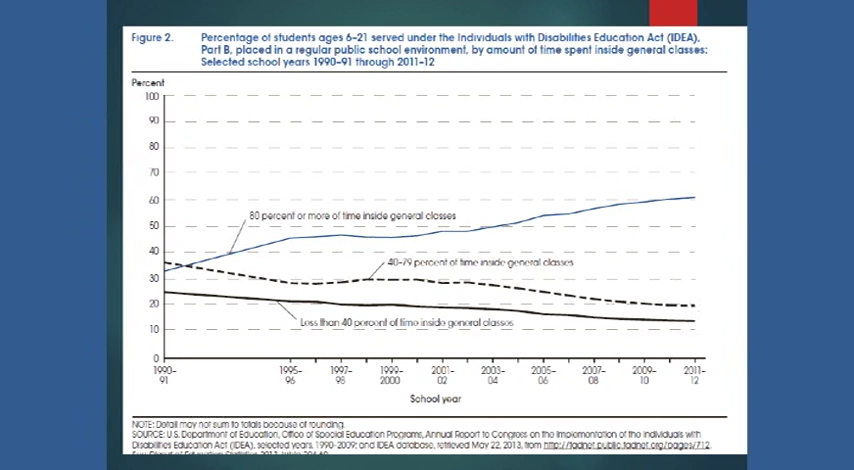 Figure 2. Percentage of students ages 6–21 served under the Individuals with Disabilities Education Act (IDEA),
Part B, placed in a regular public school environment, by amount of time spent inside general classes:
Selected school years 1990–91 through 2011–12
Percent
100
90
80
70
60
50
40
30
20
10
0
80 percent or more of time inside general classes
40–79 percent of time inside general classes
Less than 40 percent of time inside general classes
1990–91
1995–96
1997–98
1999–2000
2001–02
2003–04
2005–06
2007–08
2009–10
2011–12
School year
NOTE: Detail may not sum to totals because of rounding.
SOURCE: U.S. Department of Education, Office of Special Education Programs, Annual Report to Congress on the Implementation of the Individuals with
Disabilities Education Act (IDEA), selected years, 1990-2009; and IDEA database, retrieved May 22, 2013, from http://tadnet.public.tadnet.org/pages/712.